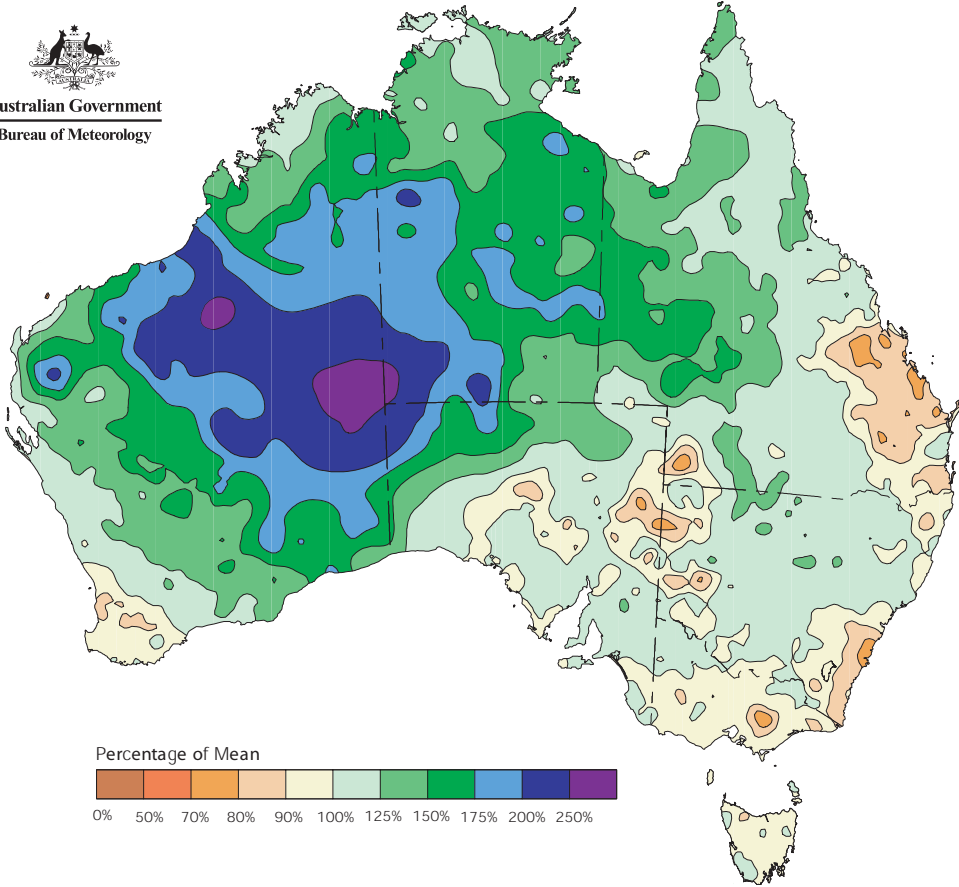 AUSTRALIA
ustralian Government
Bureau of Meteorology
Percentage of Mean
0% 50% 70% 80% 90% 100% 125% 150% 175% 200% 250%